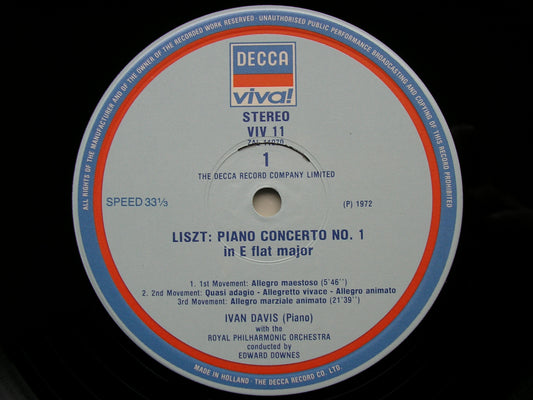 ALL RIGHTS OF THE MANUFACTURER AND OF THE OWNER OF THE RECORDED WORK RESERVED · UNAUTHORISED PUBLIC PERFORMANCE BROADCASTING AND COPYING OF THIS RECORD PROHIBITED
DECCA
viva!
STEREO
VIV 11
1
THE DECCA RECORD COMPANY LIMITED
SPEED 33⅓
(P) 1972
LISZT: PIANO CONCERTO NO. 1
in E flat major
1. 1st Movement: Allegro maestoso (5'46'')
2. 2nd Movement: Quasi adagio - Allegretto vivace - Allegro animato
3rd Movement: Allegro marziale animato (21'39'')
IVAN DAVIS (Piano)
with the
ROYAL PHILHARMONIC ORCHESTRA
conducted by
EDWARD DOWNES
MADE IN HOLLAND · THE DECCA RECORD CO. LTD.